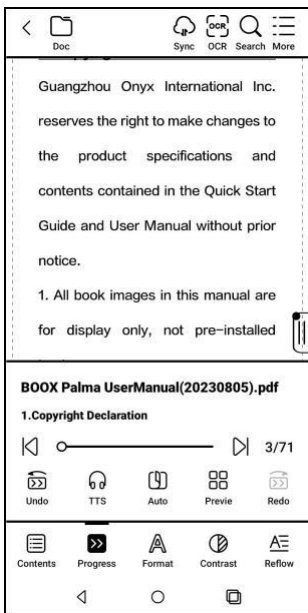 Doc
Sync OCR Search More
Guangzhou Onyx International Inc.
reserves the right to make changes to
the product specifications and
contents contained in the Quick Start
Guide and User Manual without prior
notice.
1. All book images in this manual are
for display only, not pre-installed
BOOX Palma UserManual(20230805).pdf
1.Copyright Declaration
3/71
Undo TTS Auto Previe Redo
Contents Progress Format Contrast Reflow